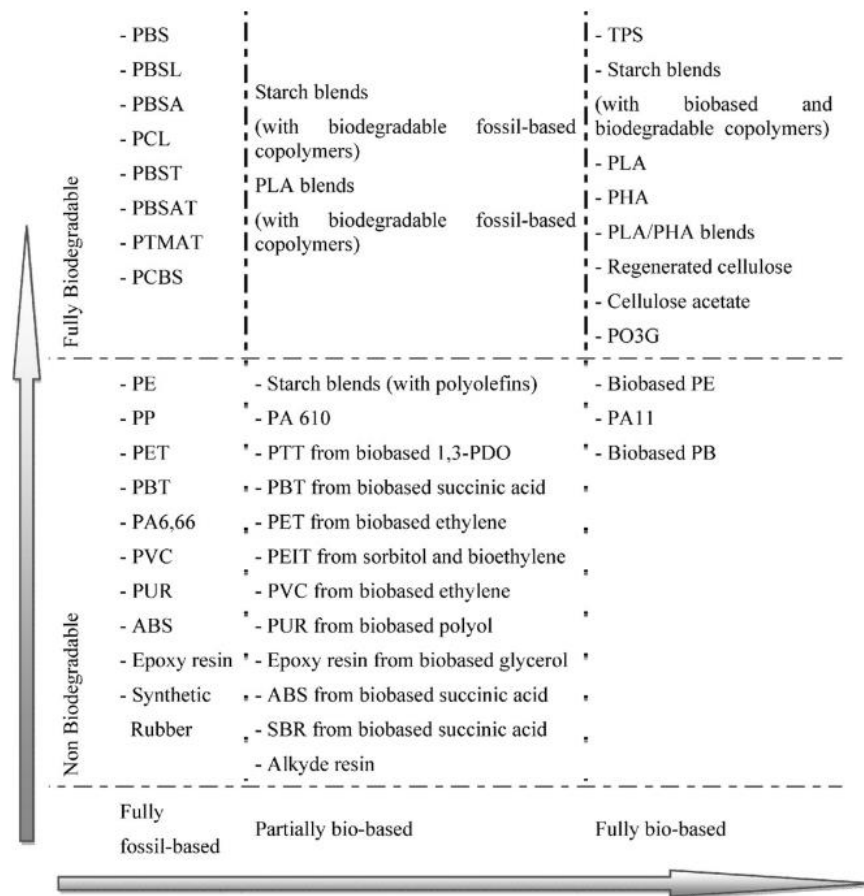 Fully Biodegradable
- PBS
- PBSL
- PBSA
- PCL
- PBST
- PBSAT
- PTMAT
- PCBS
Starch blends
(with biodegradable fossil-based
copolymers)
PLA blends
(with biodegradable fossil-based
copolymers)
- TPS
- Starch blends
(with biobased and
biodegradable copolymers)
- PLA
- PHA
- PLA/PHA blends
- Regenerated cellulose
- Cellulose acetate
- PO3G
Non Biodegradable
- PE
- PP
- PET
- PBT
- PA6,66
- PVC
- PUR
- ABS
- Epoxy resin
- Synthetic
Rubber
- Starch blends (with polyolefins)
- PA 610
- PTT from biobased 1,3-PDO
- PBT from biobased succinic acid
- PET from biobased ethylene
- PEIT from sorbitol and bioethylene
- PVC from biobased ethylene
- PUR from biobased polyol
- Epoxy resin from biobased glycerol
- ABS from biobased succinic acid
- SBR from biobased succinic acid
- Alkyde resin
- Biobased PE
- PA11
- Biobased PB
Fully
fossil-based
Partially bio-based
Fully bio-based